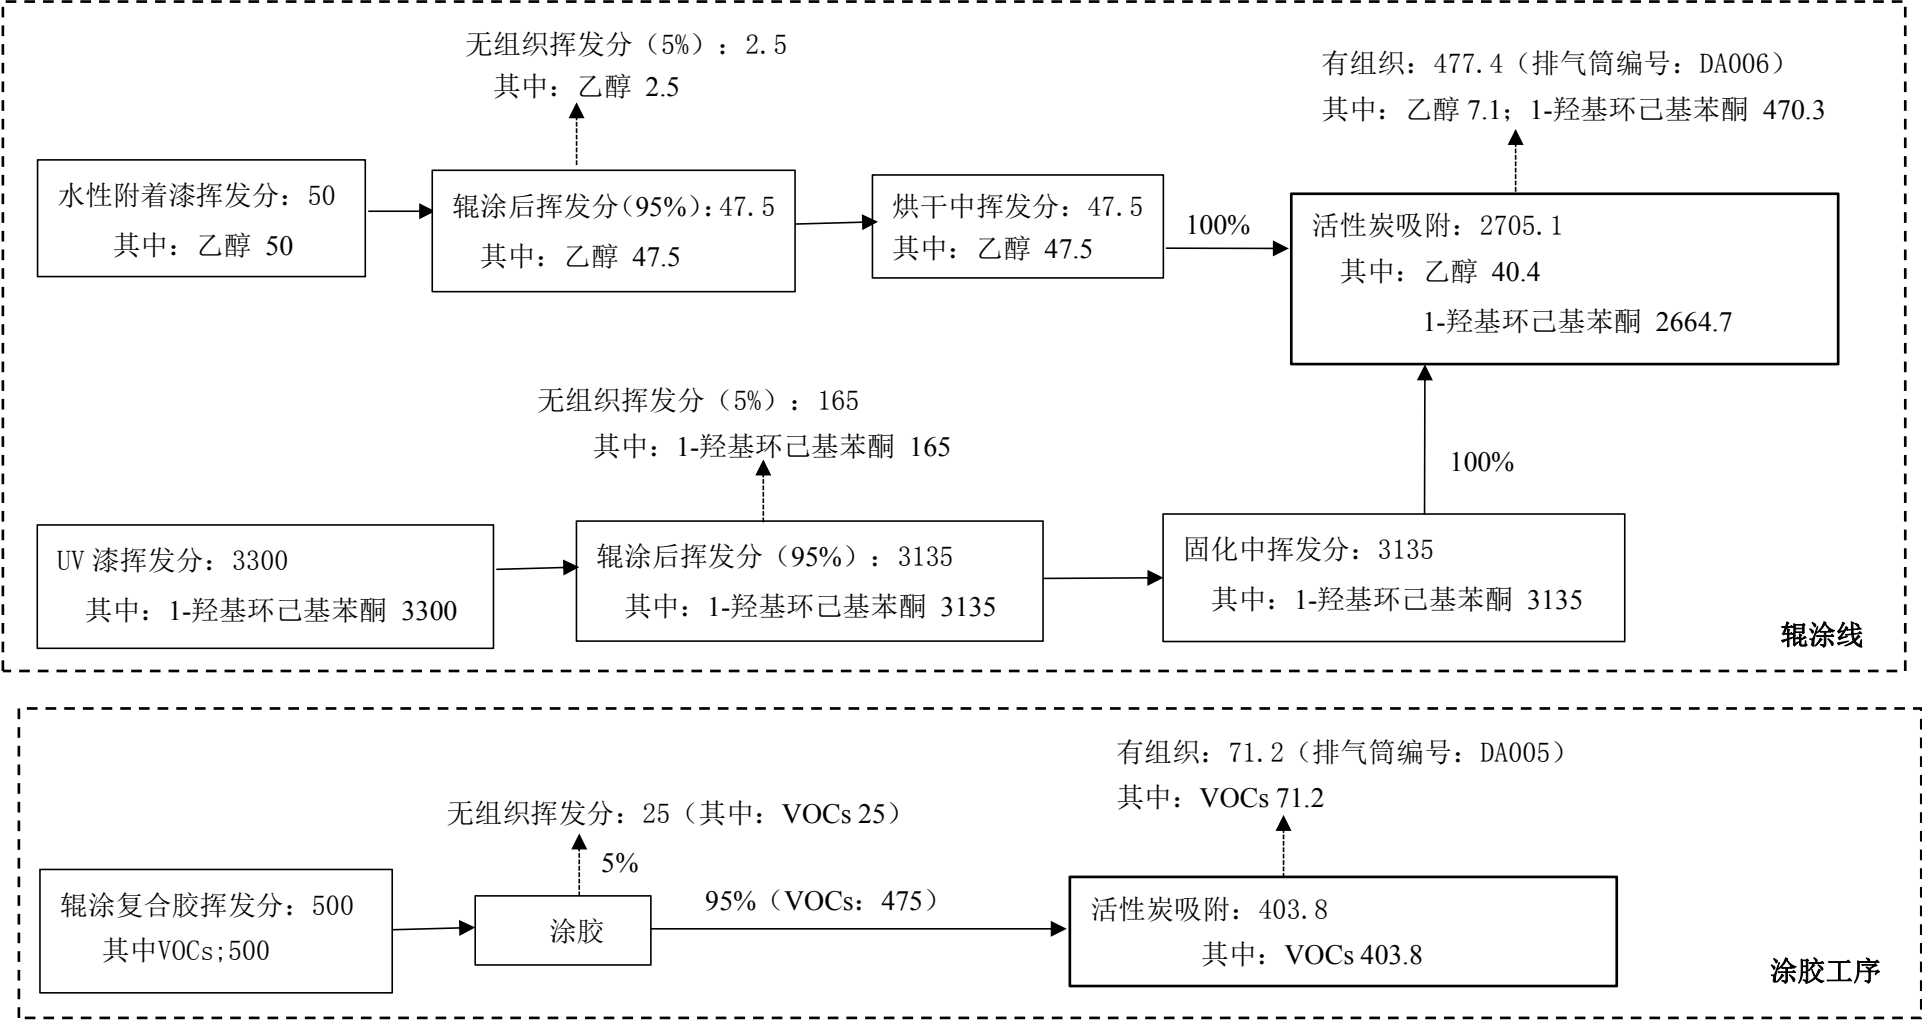 无组织挥发分（5%）: 2.5
其中：乙醇 2.5
有组织：477.4（排气筒编号：DA006）
其中：乙醇 7.1；1-羟基环己基苯酮 470.3
水性附着漆挥发分：50
其中：乙醇 50
辊涂后挥发分（95%）：47.5
其中：乙醇 47.5
烘干中挥发分：47.5
其中：乙醇 47.5
100%
活性炭吸附：2705.1
其中：乙醇 40.4
1-羟基环己基苯酮 2664.7
无组织挥发分（5%）: 165
其中：1-羟基环己基苯酮 165
100%
UV 漆挥发分：3300
其中：1-羟基环己基苯酮 3300
辊涂后挥发分（95%）: 3135
其中：1-羟基环己基苯酮 3135
固化中挥发分：3135
其中：1-羟基环己基苯酮 3135
辊涂线
有组织：71.2（排气筒编号：DA005）
其中：VOCs 71.2
无组织挥发分：25（其中：VOCs 25）
5%
辊涂复合胶挥发分：500
其中VOCs;500
涂胶
95%（VOCs：475）
活性炭吸附：403.8
其中：VOCs 403.8
涂胶工序